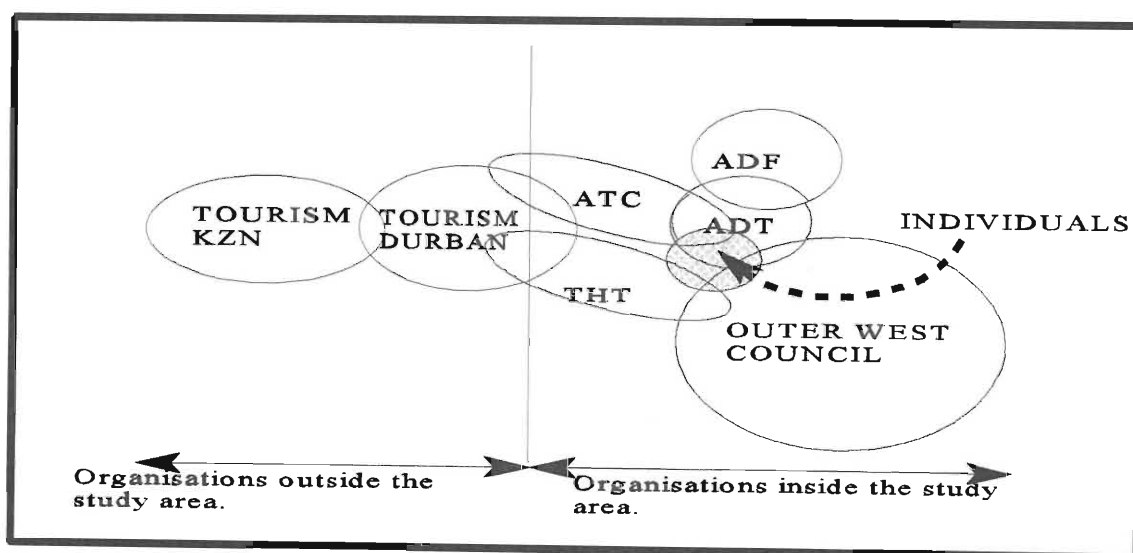 ADF
TOURISM
KZN
TOURISM
DURBAN
ATC
ADT
INDIVIDUALS
THT
OUTER WEST
COUNCIL
Organisations outside the
study area.
Organisations inside the study
area.